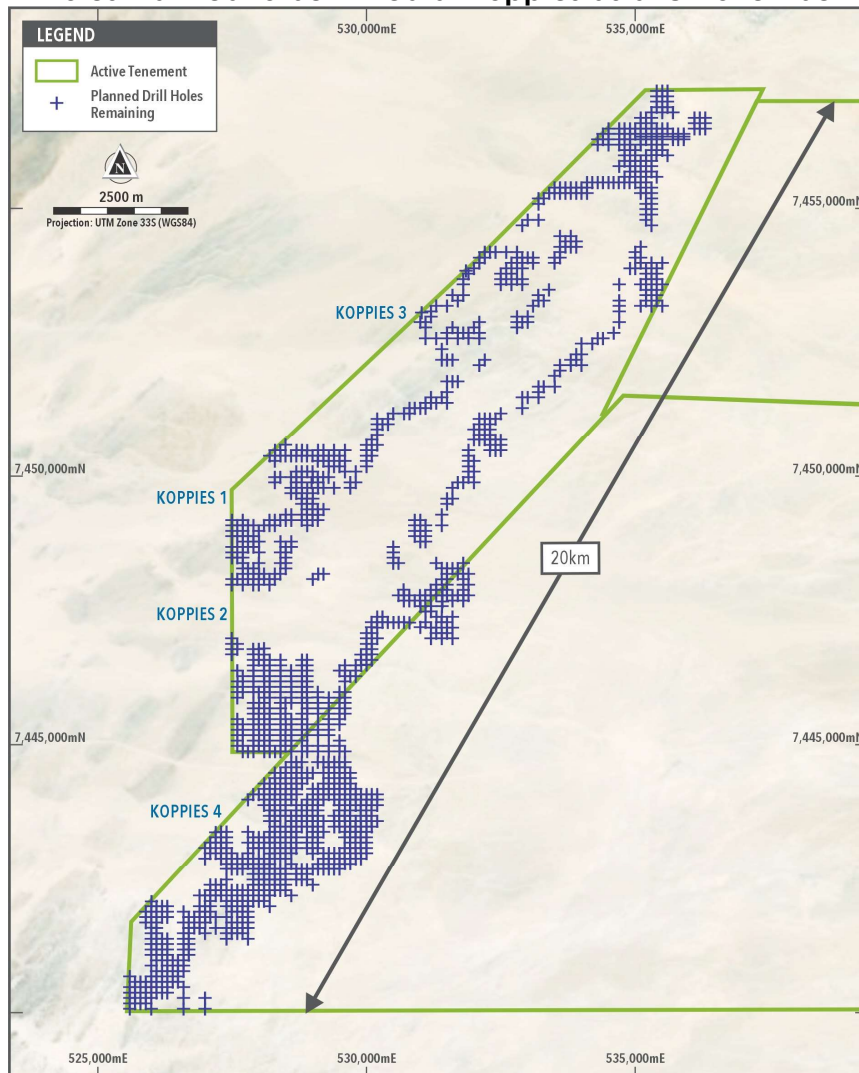 530,000mE
535,000mE
LEGEND
Active Tenement
Planned Drill Holes
Remaining
N
2500 m
Projection: UTM Zone 33S (WGS84)
7,455,000mN
KOPPIES 3
7,450,000mN
7,450,000mN
KOPPIES 1
20km
KOPPIES 2
7,445,000mN
7,445,000mN
KOPPIES 4
525,000mE
530,000mE
535,000mE